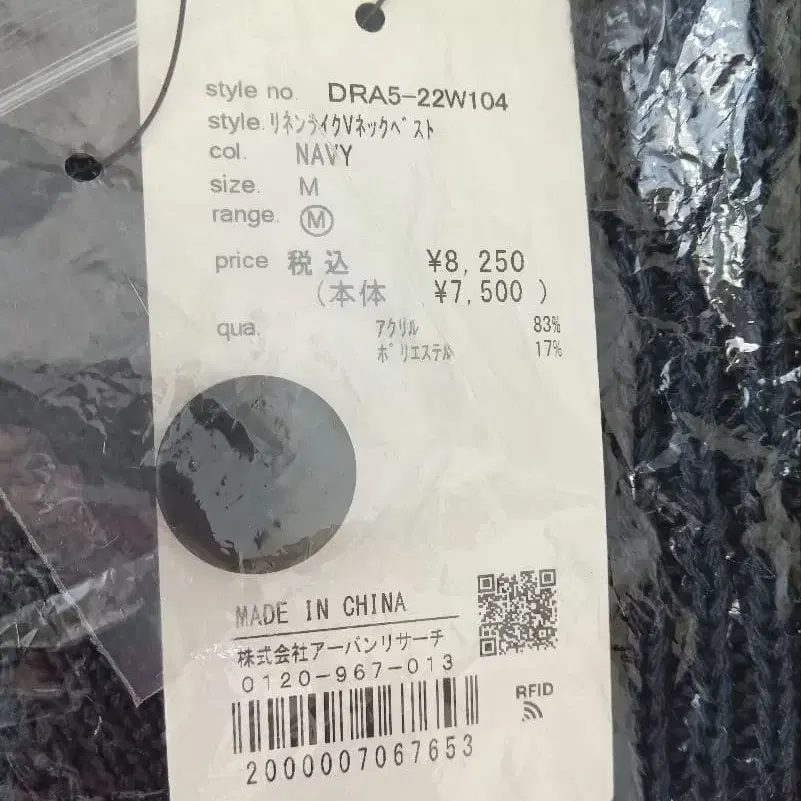 style no. DRA5-22W104
style. ﾘﾈﾝﾗｲｸVﾈｯｸﾍﾞｽﾄ
col. NAVY
size. M
range. Ⓜ
price 税込 ¥8,250
(本体 ¥7,500 )
qua. ｱｸﾘﾙ 83%
ﾎﾟﾘｴｽﾃﾙ 17%
MADE IN CHINA
株式会社アーバンリサーチ
0120-967-013
RFID
2000007067653